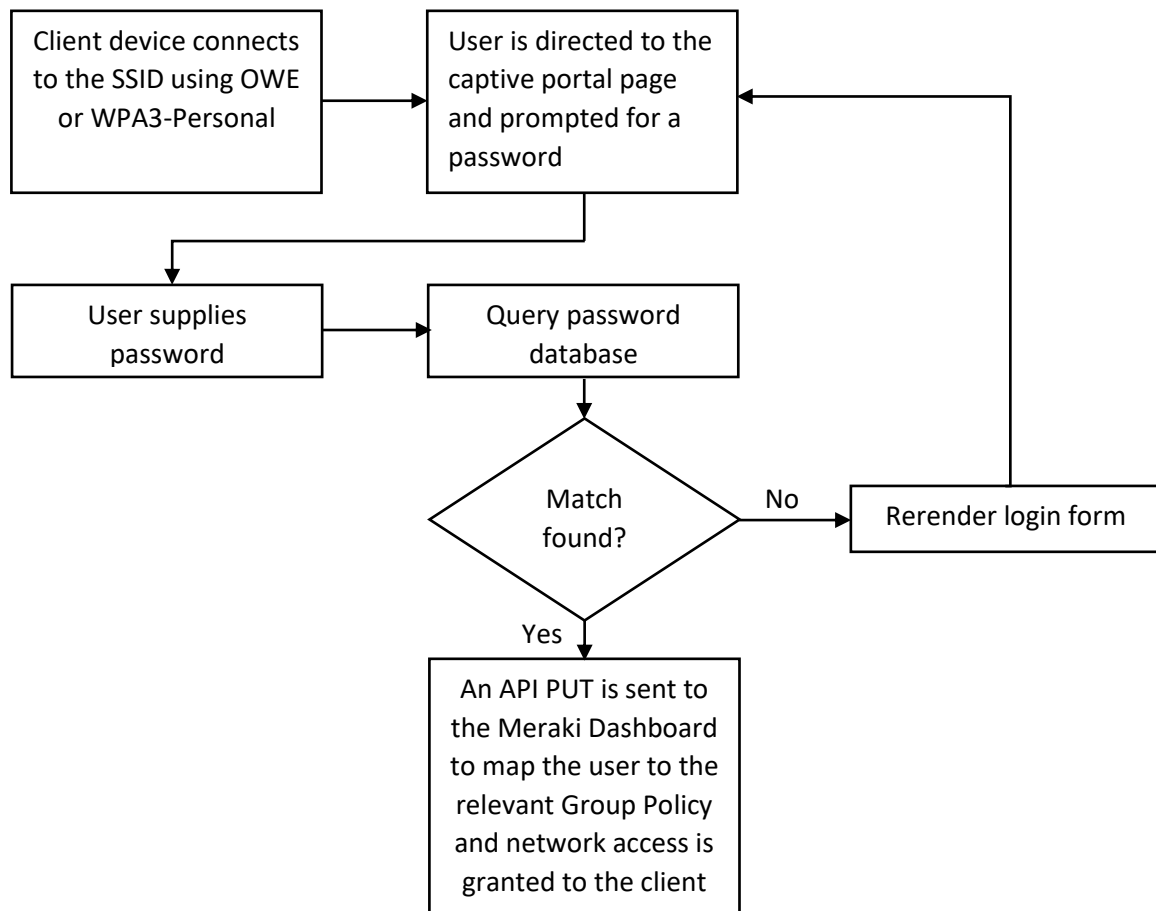 Client device connects
to the SSID using OWE
or WPA3-Personal
User is directed to the
captive portal page
and prompted for a
password
User supplies
password
Query password
database
Match
found?
No
Rerender login form
Yes
An API PUT is sent to
the Meraki Dashboard
to map the user to the
relevant Group Policy
and network access is
granted to the client